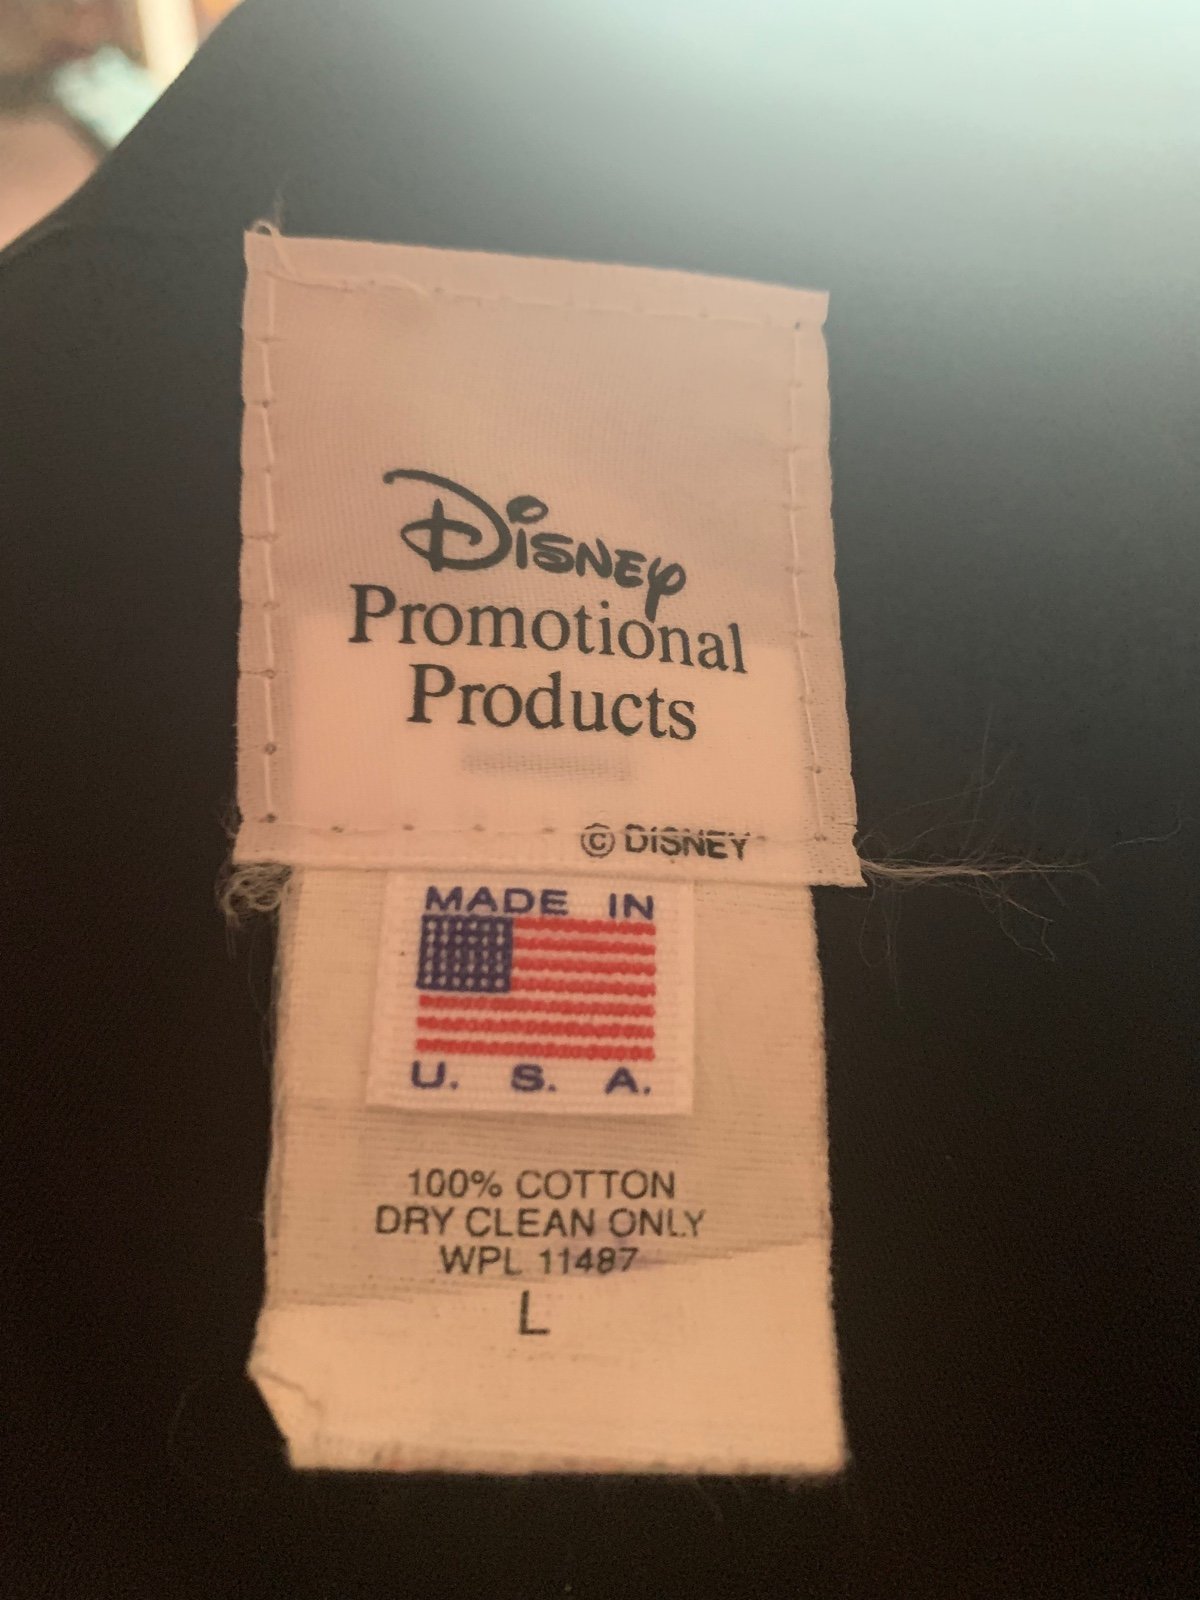 Disney
Promotional
Products
© DISNEY
MADE IN
U. S. A.
100% COTTON
DRY CLEAN ONLY
WPL 11487
L